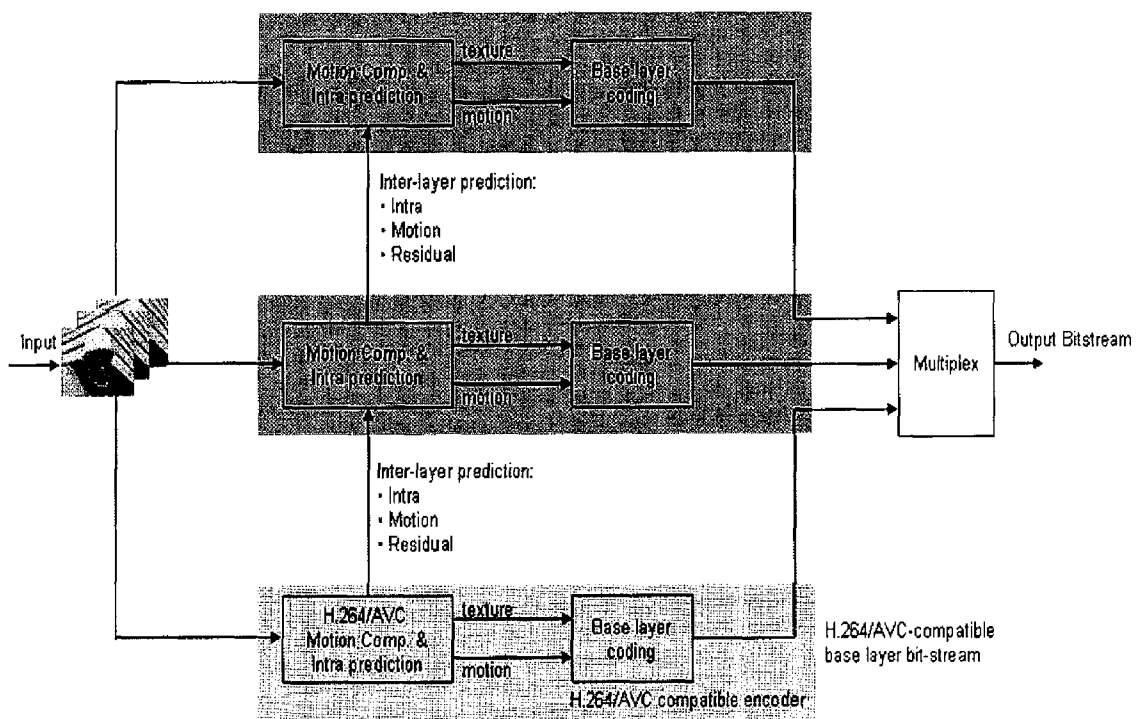 texture
Motion Comp. &
Intra prediction
motion
Base layer
coding
Inter-layer prediction:
• Intra
• Motion
• Residual
Input
texture
Motion Comp. &
Intra prediction
motion
Base layer
coding
Multiplex
Output Bitstream
Inter-layer prediction:
• Intra
• Motion
• Residual
H.264/AVC
Motion Comp. &
Intra prediction
texture
motion
Base layer
coding
H.264/AVC-compatible
base layer bit-stream
H.264/AVC-compatible encoder